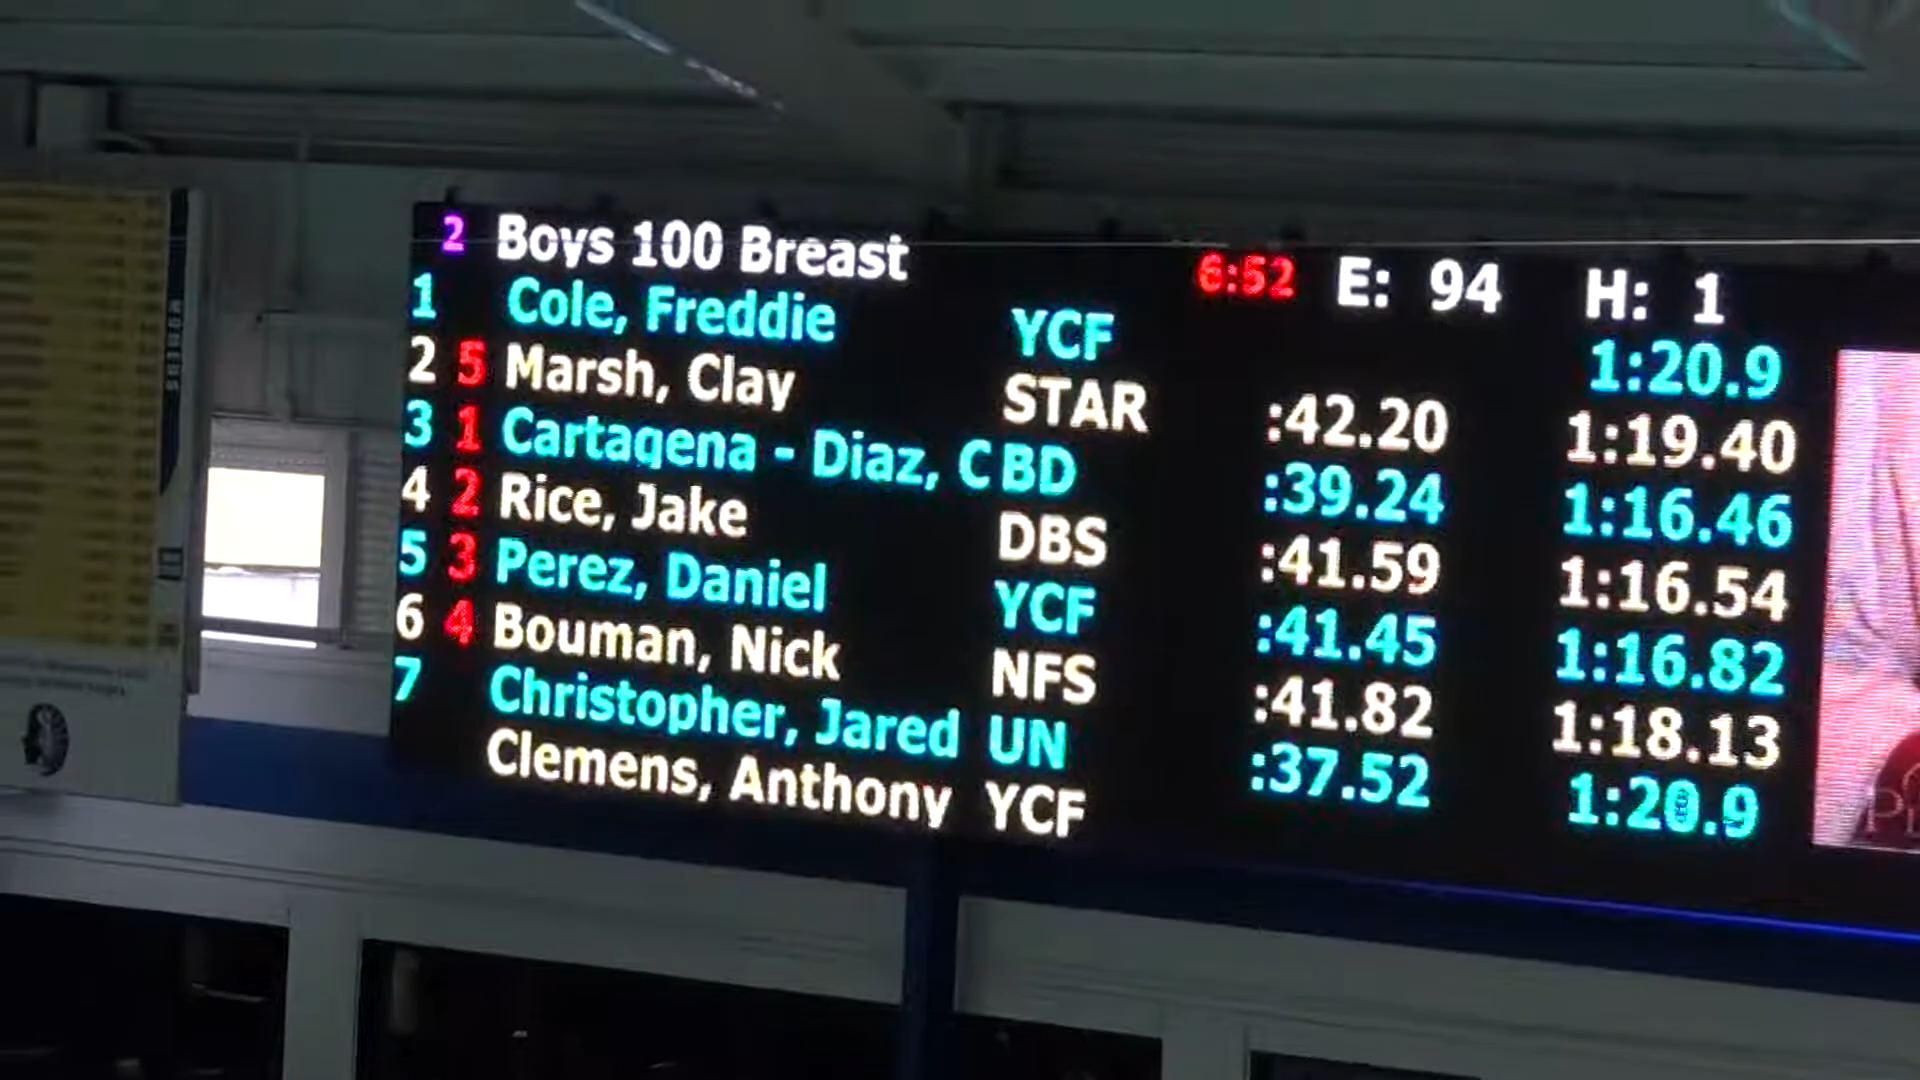 2 Boys 100 Breast 6:52 E: 94 H: 1
1 Cole, Freddie YCF 1:20.9
2 5 Marsh, Clay STAR :42.20 1:19.40
3 1 Cartagena - Diaz, C BD :39.24 1:16.46
4 2 Rice, Jake DBS :41.59 1:16.54
5 3 Perez, Daniel YCF :41.45 1:16.82
6 4 Bouman, Nick NFS :41.82 1:18.13
7 Christopher, Jared UN :37.52 1:20.9
Clemens, Anthony YCF